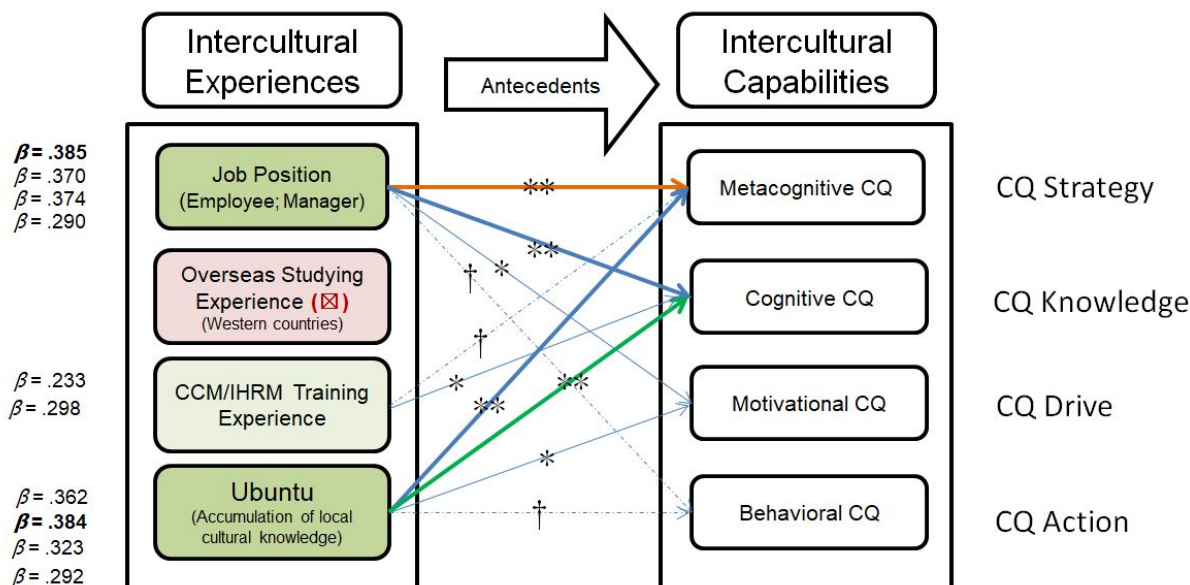 Intercultural
Experiences
Antecedents
Intercultural
Capabilities
β = .385
β = .370
β = .374
β = .290
Job Position
(Employee; Manager)
**
Metacognitive CQ
CQ Strategy
Overseas Studying
Experience (☒)
(Western countries)
†
*
**
Cognitive CQ
CQ Knowledge
β = .233
β = .298
CCM/IHRM Training
Experience
†
*
**
**
Motivational CQ
CQ Drive
β = .362
β = .384
β = .323
β = .292
Ubuntu
(Accumulation of local
cultural knowledge)
*
†
Behavioral CQ
CQ Action